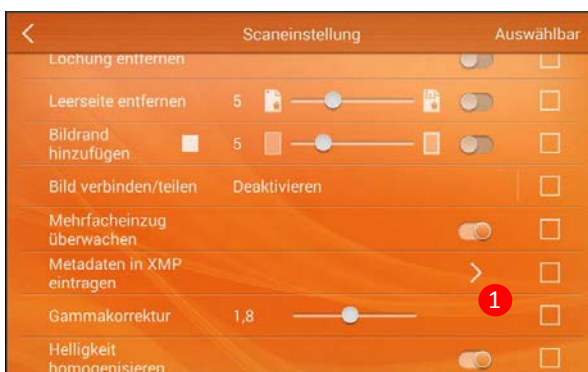 Scaneinstellung Auswählbar
Lochung entfernen
Leerseite entfernen 5
Bildrand
hinzufügen 5
Bild verbinden/teilen Deaktivieren
Mehrfacheinzug
überwachen
Metadaten in XMP
eintragen
1
Gammakorrektur 1,8
Helligkeit
homogenisieren